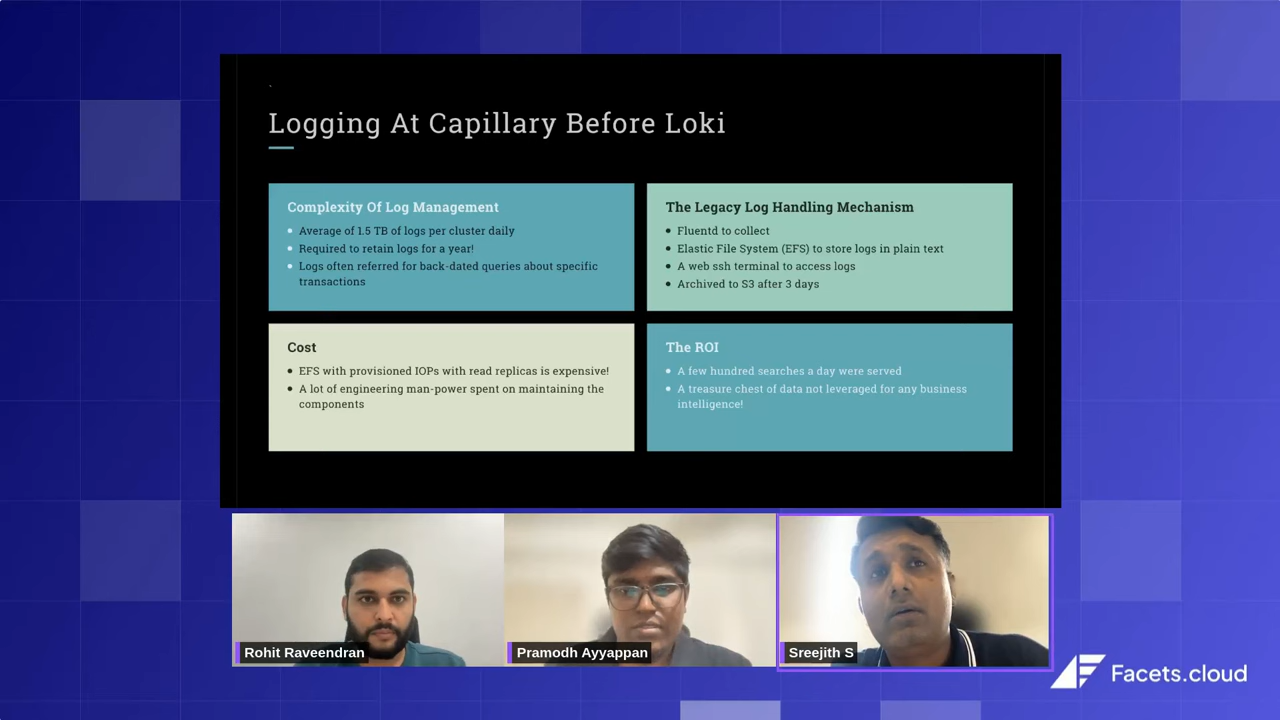 Logging At Capillary Before Loki
Complexity Of Log Management
Average of 1.5 TB of logs per cluster daily
Required to retain logs for a year!
Logs often referred for back-dated queries about specific
transactions
The Legacy Log Handling Mechanism
Fluentd to collect
Elastic File System (EFS) to store logs in plain text
A web ssh terminal to access logs
Archived to S3 after 3 days
Cost
EFS with provisioned IOPs with read replicas is expensive!
A lot of engineering man-power spent on maintaining the
components
The ROI
A few hundred searches a day were served
A treasure chest of data not leveraged for any business
intelligence!
Rohit Raveendran
Pramodh Ayyappan
Sreejith S
Facets.cloud